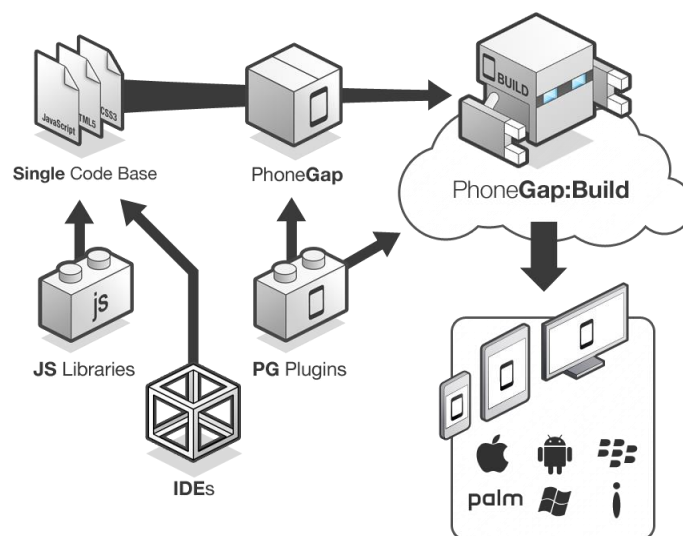 JavaScript
HTML5
CSS3
BUILD
Single Code Base
PhoneGap
PhoneGap:Build
js
JS Libraries
PG Plugins
IDEs
palm